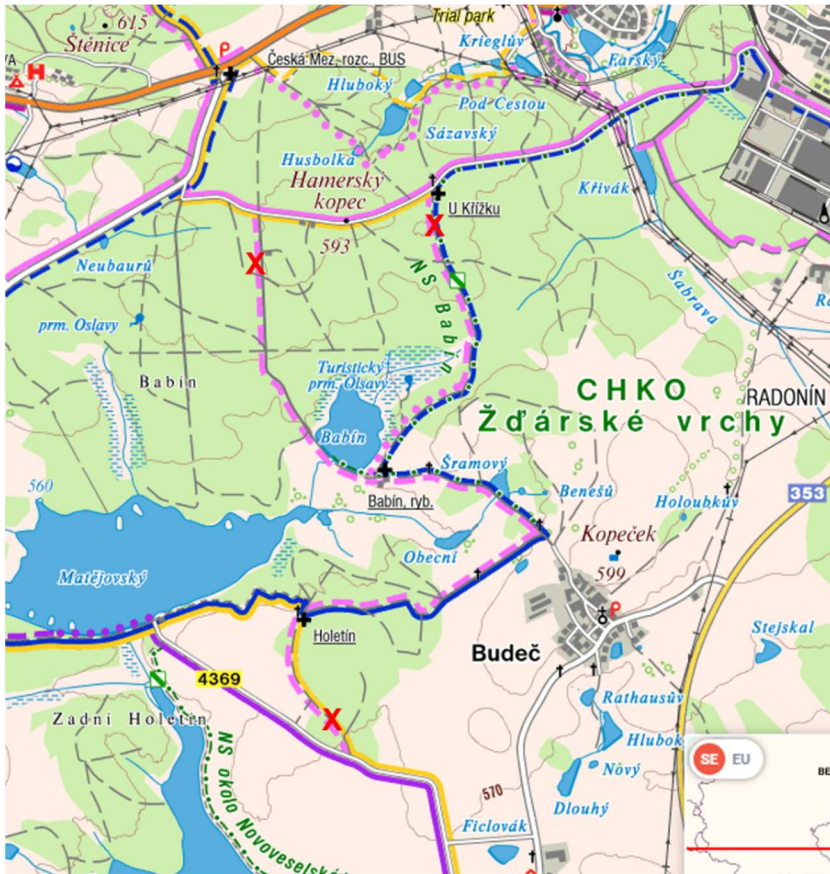 615
Štěnice
Trial park
Česká Mez, rozc., BUS
Krieglův
Farský
Hluboký
Pod Cestou
Sázavský
Husbolka
Hamerský
kopec
593
U Křížku
Křivák
Neubaurů
Šabrava
NS Babín
prm. Oslavy
Turistický
prm. Olsavy
Babín
CHKO
Žďárské vrchy
RADONÍN
Babín
Šramový
Babín, ryb.
Benešů
560
Holoubkův
353
Kopeček
599
Obecní
Matějovský
Holetín
Budeč
Stejskal
4369
Zadní Holetín
Rathausův
Hlubok
Nový
Dlouhý
NS okolo Novoveselské
570
Ficlovák
SE EU
BE
X
X
X